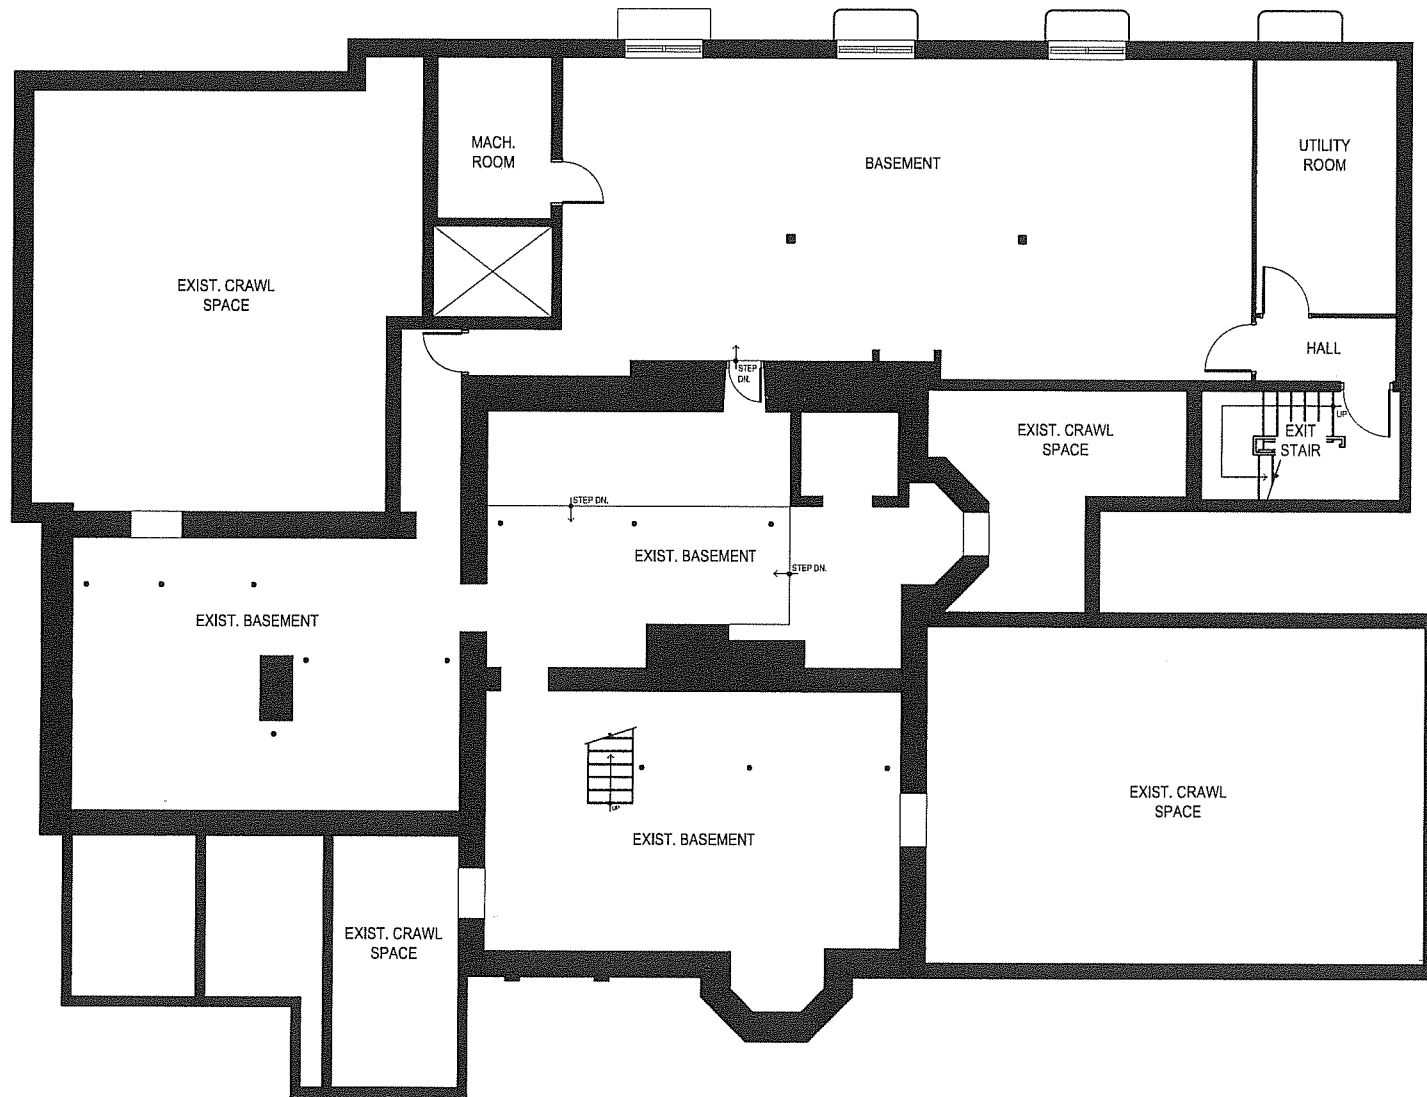 MACH.
ROOM
BASEMENT
UTILITY
ROOM
EXIST. CRAWL
SPACE
HALL
STEP
DN.
UP
EXIT
STAIR
EXIST. CRAWL
SPACE
STEP DN.
EXIST. BASEMENT
STEP DN.
EXIST. BASEMENT
EXIST. CRAWL
SPACE
UP
EXIST. BASEMENT
EXIST. CRAWL
SPACE